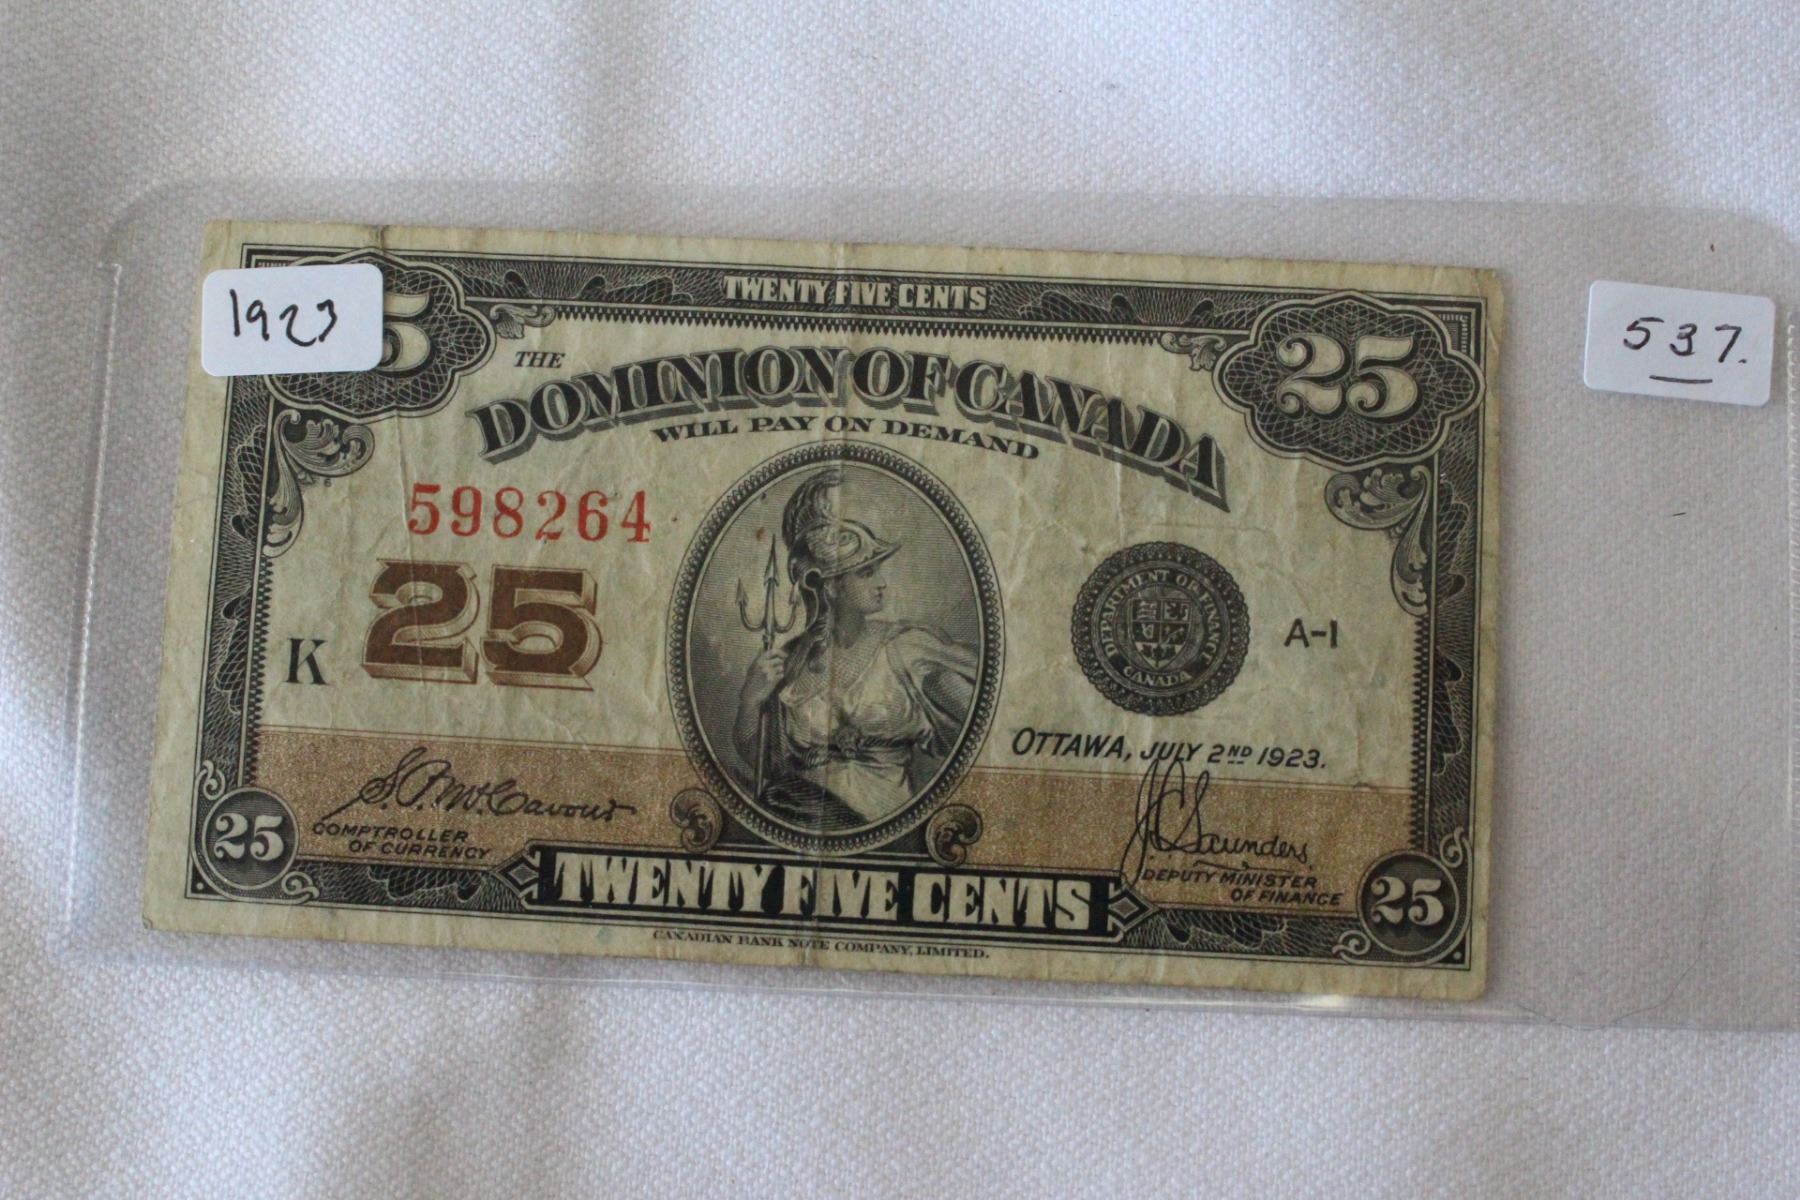 1923
537.
TWENTY FIVE CENTS
25
THE
DOMINION OF CANADA
WILL PAY ON DEMAND
598264
25
K
DEPARTMENT OF FINANCE
CANADA
A-1
OTTAWA, JULY 2ND 1923.
COMPTROLLER
OF CURRENCY
J C Saunders
DEPUTY MINISTER
OF FINANCE
25
TWENTY FIVE CENTS
25
CANADIAN BANK NOTE COMPANY, LIMITED.